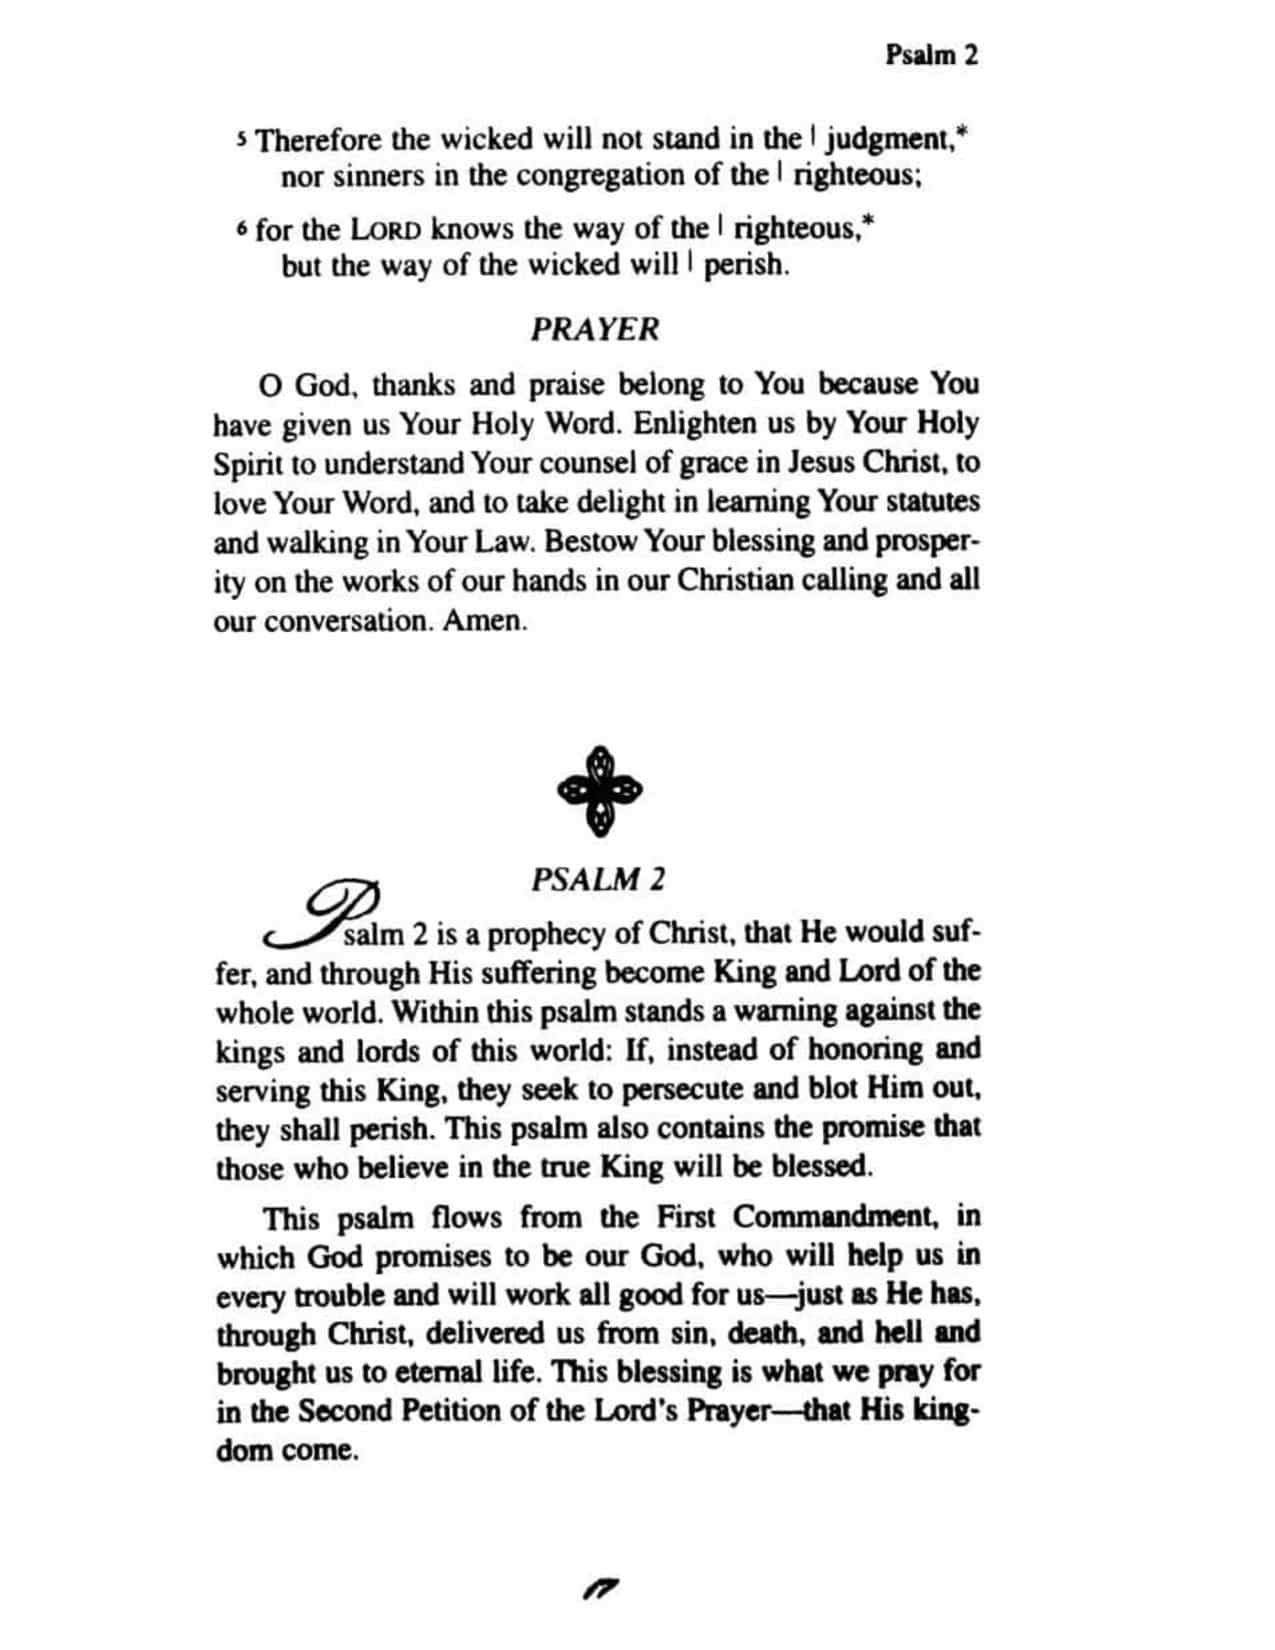 Psalm 2
5 Therefore the wicked will not stand in the | judgment,*
nor sinners in the congregation of the | righteous;
6 for the LORD knows the way of the | righteous,*
but the way of the wicked will | perish.
PRAYER
O God, thanks and praise belong to You because You
have given us Your Holy Word. Enlighten us by Your Holy
Spirit to understand Your counsel of grace in Jesus Christ, to
love Your Word, and to take delight in learning Your statutes
and walking in Your Law. Bestow Your blessing and prosper-
ity on the works of our hands in our Christian calling and all
our conversation. Amen.
PSALM 2
Psalm 2 is a prophecy of Christ, that He would suf-
fer, and through His suffering become King and Lord of the
whole world. Within this psalm stands a warning against the
kings and lords of this world: If, instead of honoring and
serving this King, they seek to persecute and blot Him out,
they shall perish. This psalm also contains the promise that
those who believe in the true King will be blessed.
This psalm flows from the First Commandment, in
which God promises to be our God, who will help us in
every trouble and will work all good for us—just as He has,
through Christ, delivered us from sin, death, and hell and
brought us to eternal life. This blessing is what we pray for
in the Second Petition of the Lord's Prayer—that His king-
dom come.
17